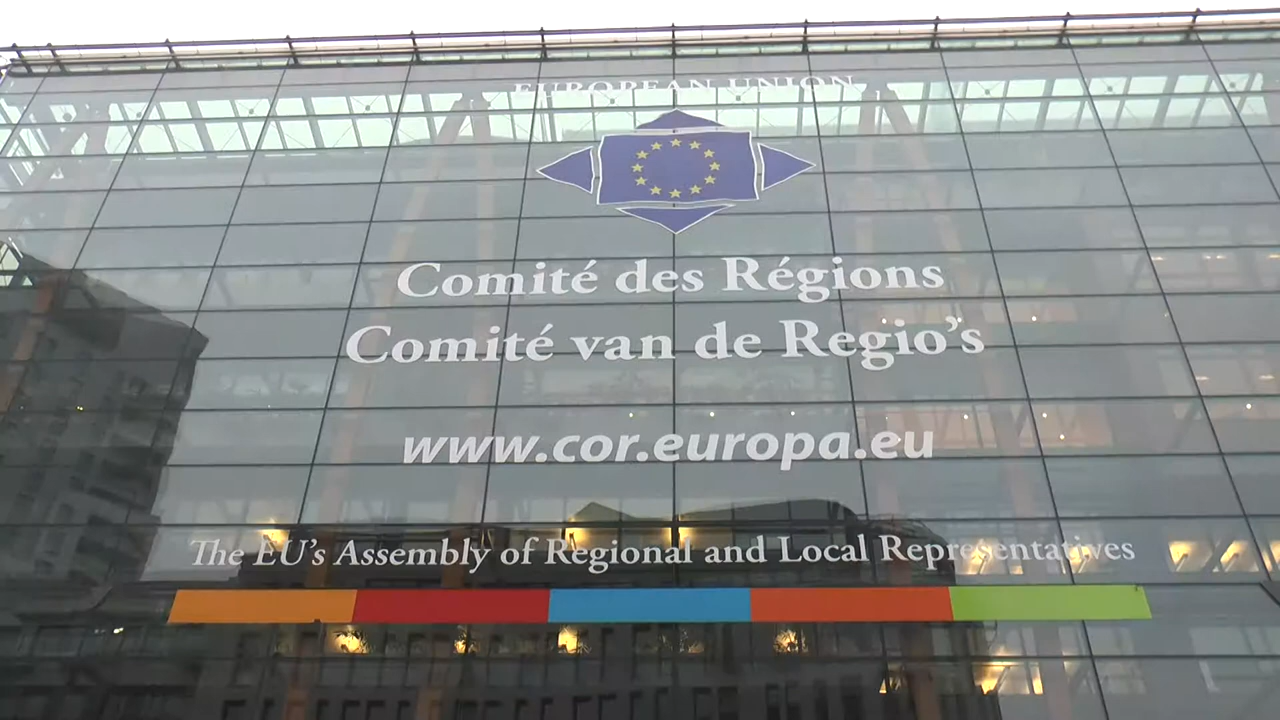 EUROPEAN UNION
Comité des Régions
Comité van de Regio's
www.cor.europa.eu
The EU's Assembly of Regional and Local Representatives